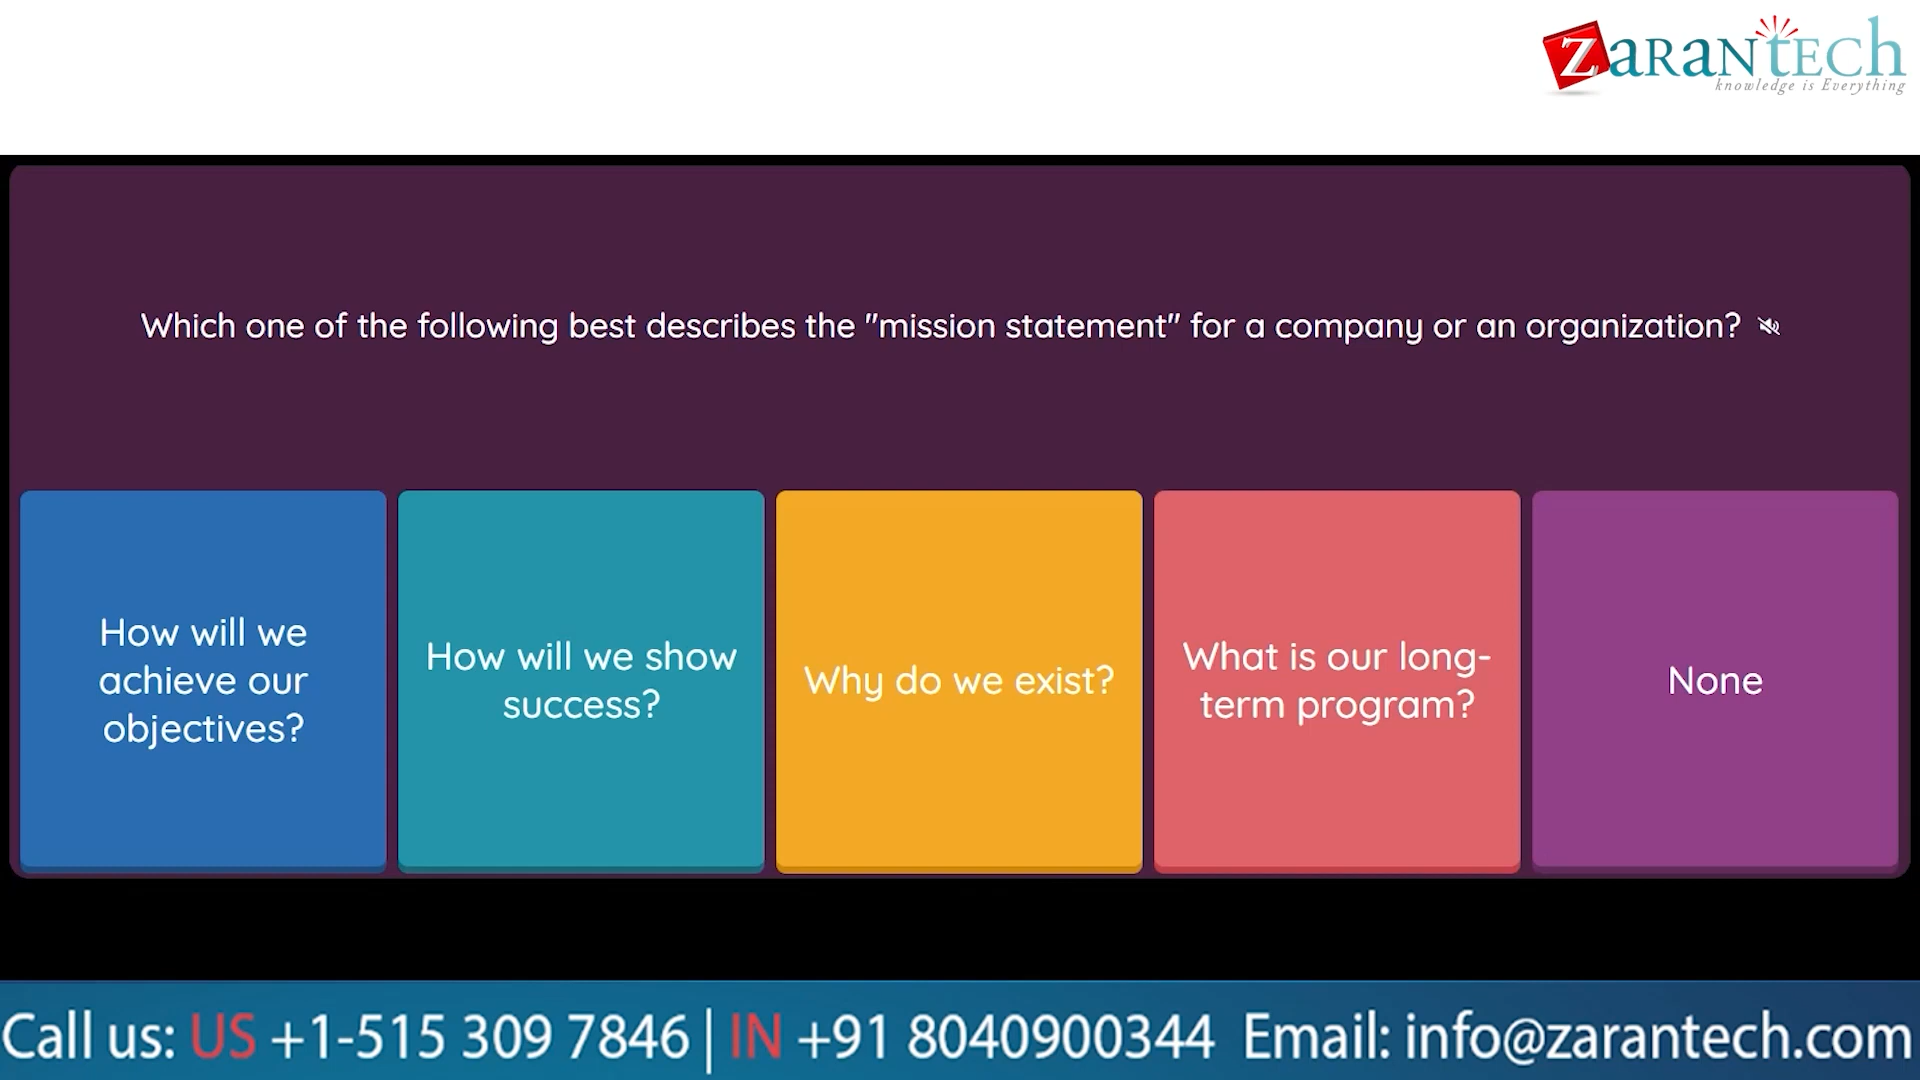 ZaranTech
knowledge is Everything
Which one of the following best describes the "mission statement" for a company or an organization?
How will we
achieve our
objectives?
How will we show
success?
Why do we exist?
What is our long-
term program?
None
Call us: US +1-515 309 7846 | IN +91 8040900344 Email: info@zarantech.com